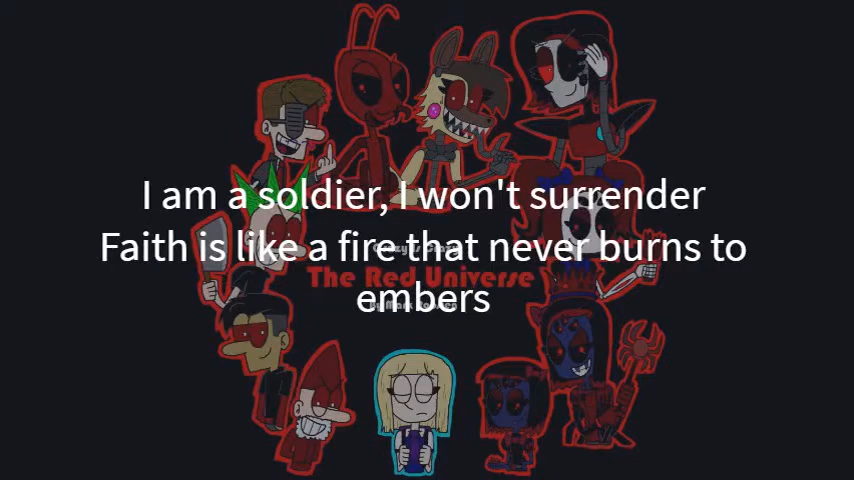 I am a soldier, I won't surrender
Faith is like a fire that never burns to
embers
The Red Universe